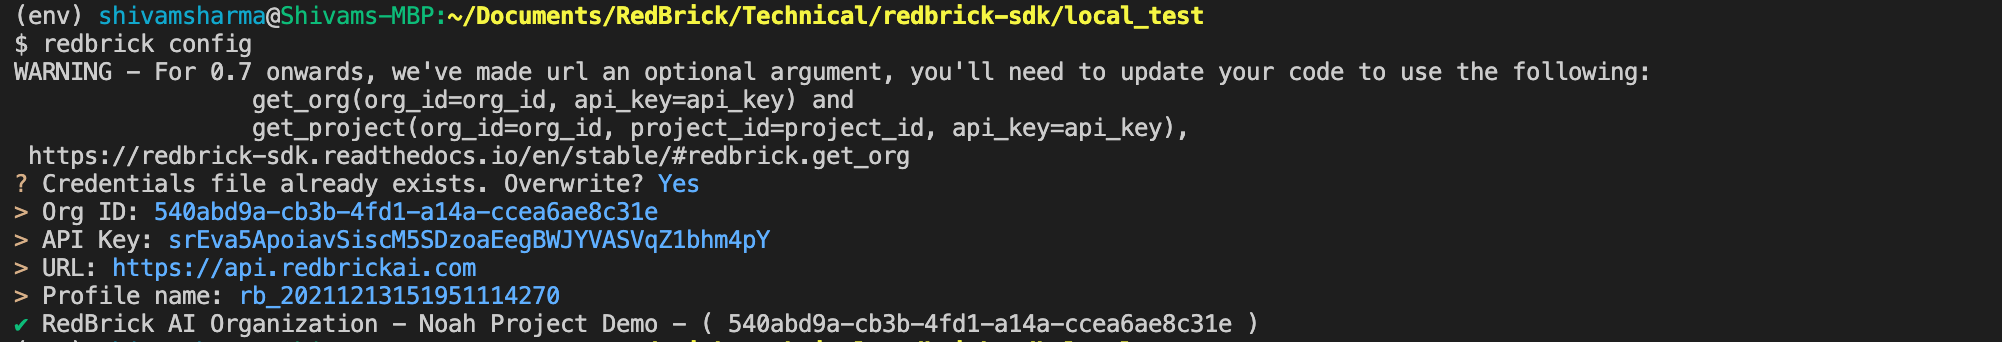 (env) shivamsharma@Shivams-MBP:~/Documents/RedBrick/Technical/redbrick-sdk/local_test
$ redbrick config
WARNING - For 0.7 onwards, we've made url an optional argument, you'll need to update your code to use the following:
get_org(org_id=org_id, api_key=api_key) and
get_project(org_id=org_id, project_id=project_id, api_key=api_key),
https://redbrick-sdk.readthedocs.io/en/stable/#redbrick.get_org
? Credentials file already exists. Overwrite? Yes
> Org ID: 540abd9a-cb3b-4fd1-a14a-ccea6ae8c31e
> API Key: srEva5ApoiavSiscM5SDzoaEegBWJYVASVqZ1bhm4pY
> URL: https://api.redbrickai.com
> Profile name: rb_20211213151951114270
✔ RedBrick AI Organization - Noah Project Demo - ( 540abd9a-cb3b-4fd1-a14a-ccea6ae8c31e )